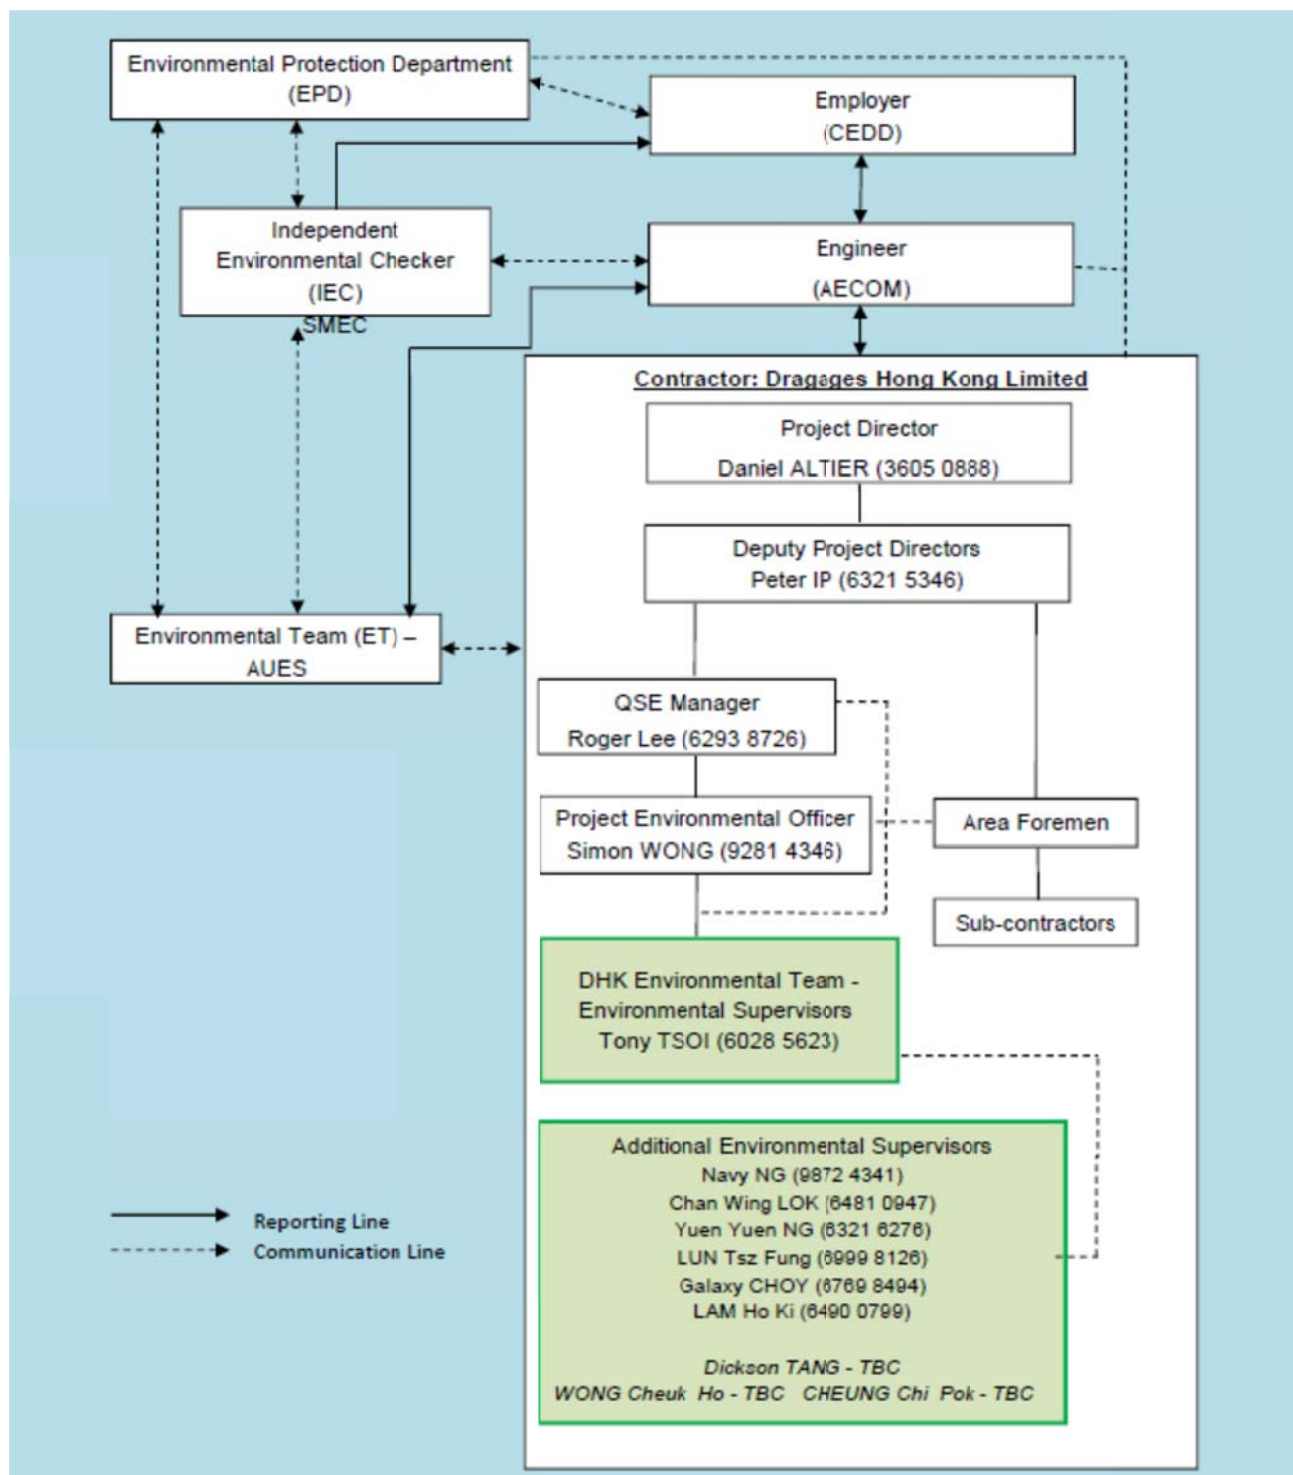 Environmental Protection Department
(EPD)
Employer
(CEDD)
Independent
Environmental Checker
(IEC)
SMEC
Engineer
(AECOM)
Contractor: Dragages Hong Kong Limited
Project Director
Daniel ALTIER (3605 0888)
Deputy Project Directors
Peter IP (6321 5346)
Environmental Team (ET) –
AUES
QSE Manager
Roger Lee (6293 8726)
Project Environmental Officer
Simon WONG (9281 4346)
Area Foremen
Sub-contractors
DHK Environmental Team -
Environmental Supervisors
Tony TSOI (6028 5623)
Additional Environmental Supervisors
Navy NG (9872 4341)
Chan Wing LOK (6481 0947)
Yuen Yuen NG (6321 6276)
LUN Tsz Fung (6999 8126)
Galaxy CHOY (6769 8494)
LAM Ho Ki (6490 0799)
Dickson TANG - TBC
WONG Cheuk Ho - TBC CHEUNG Chi Pok - TBC
Reporting Line
Communication Line